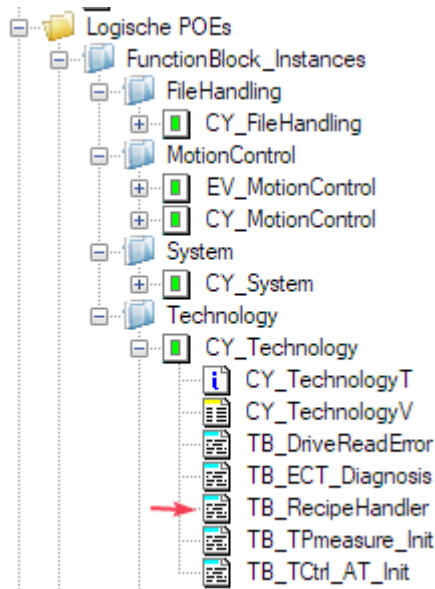 Logische POEs
FunctionBlock_Instances
FileHandling
CY_FileHandling
MotionControl
EV_MotionControl
CY_MotionControl
System
CY_System
Technology
CY_Technology
CY_TechnologyT
CY_TechnologyV
TB_DriveReadError
TB_ECT_Diagnosis
TB_RecipeHandler
TB_TPmeasure_Init
TB_TCtrl_AT_Init